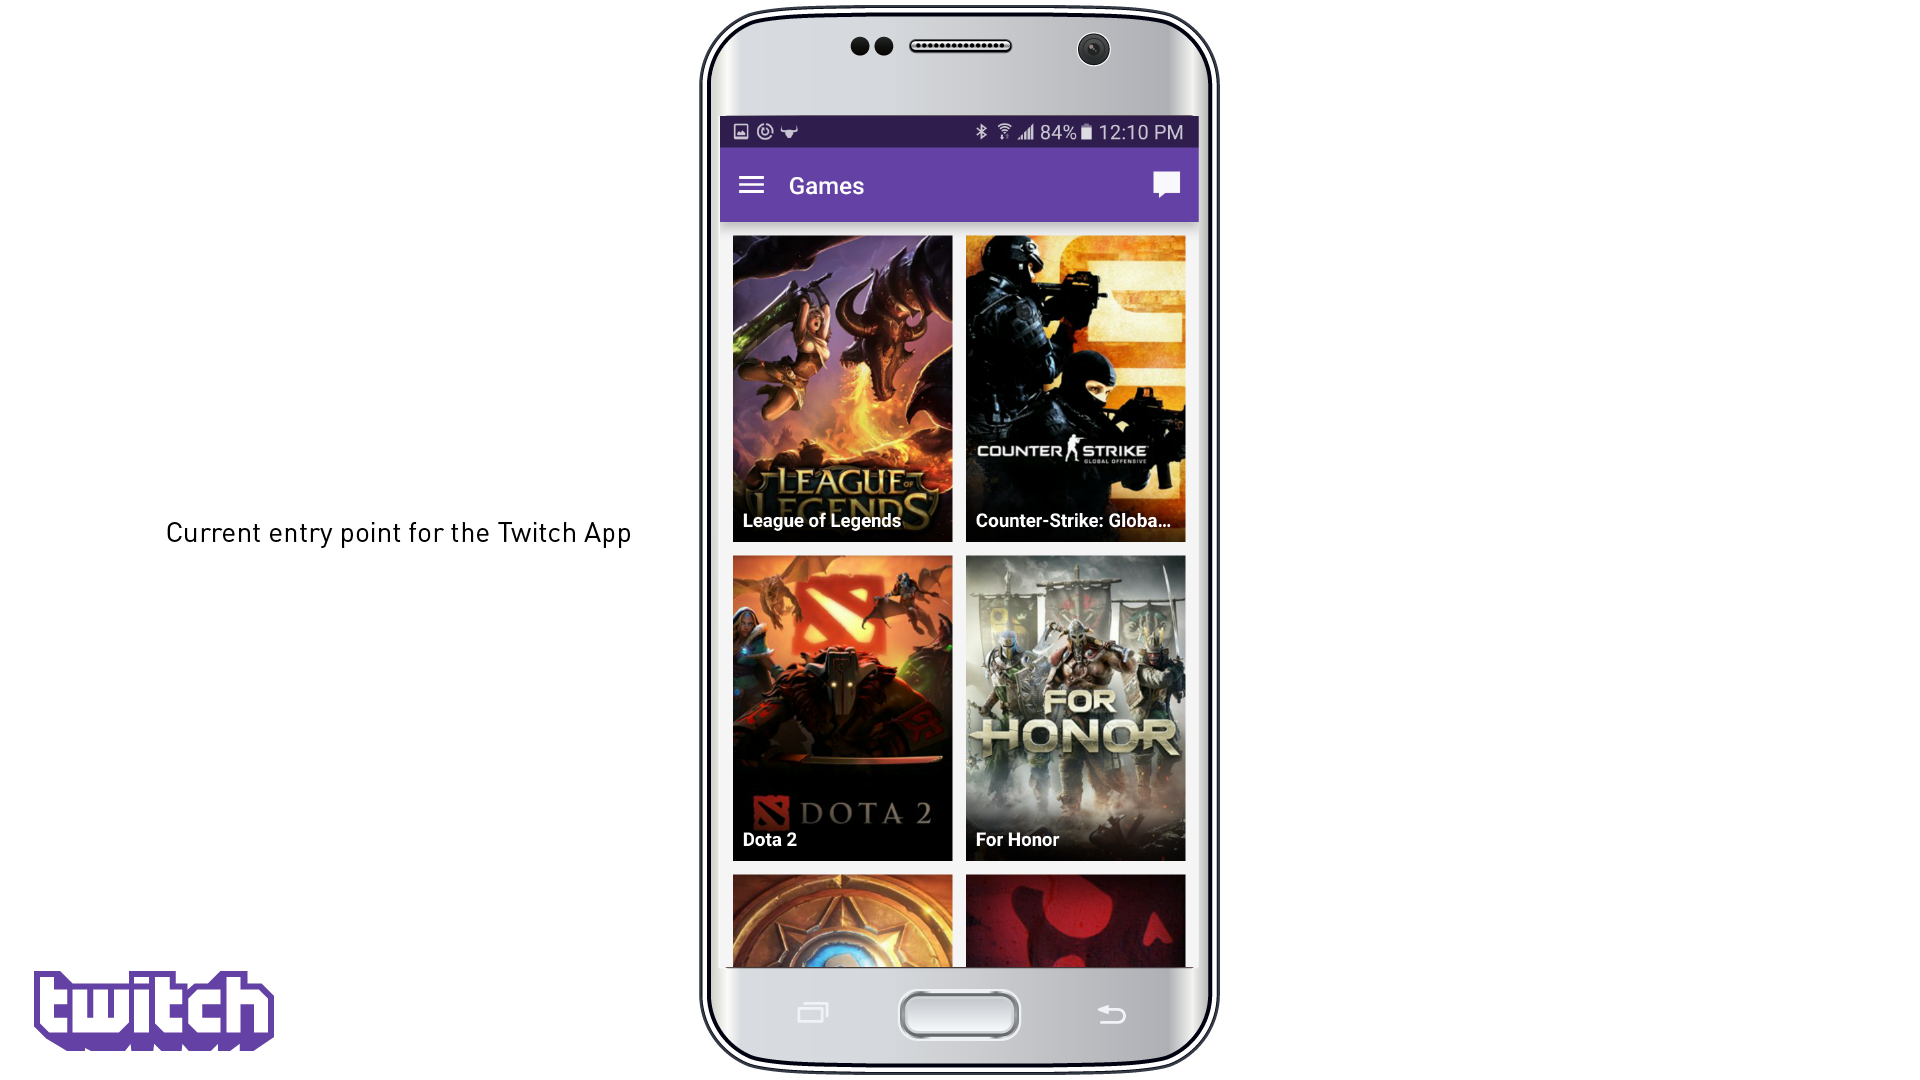 84% 12:10 PM
Games
LEAGUE OF
LEGENDS
League of Legends
COUNTER STRIKE
GLOBAL OFFENSIVE
Counter-Strike: Globa...
Current entry point for the Twitch App
DOTA 2
Dota 2
FOR
HONOR
For Honor
twitch